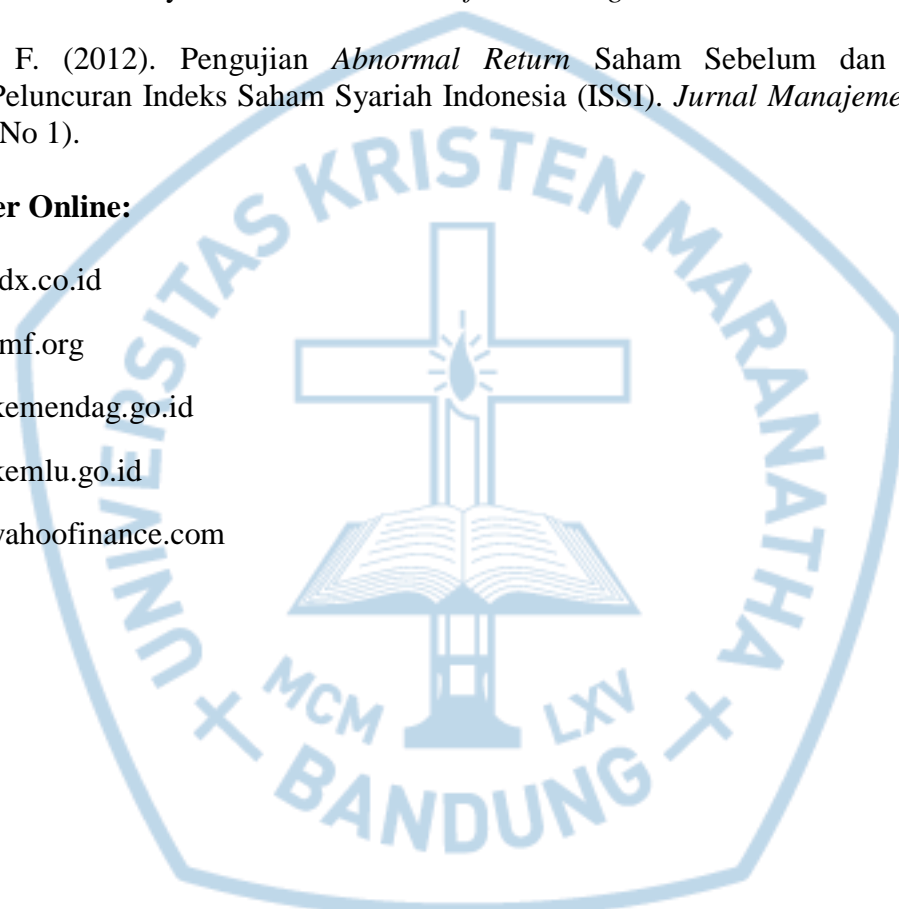 F. (2012). Pengujian Abnormal Return Saham Sebelum dan
Peluncuran Indeks Saham Syariah Indonesia (ISSI). Jurnal Manajeme
No 1).
er Online:
dx.co.id
mf.org
kemendag.go.id
kemlu.go.id
yahoofinance.com
UNIVERSITAS KRISTEN MARANATHA
MCM LXV
BANDUNG